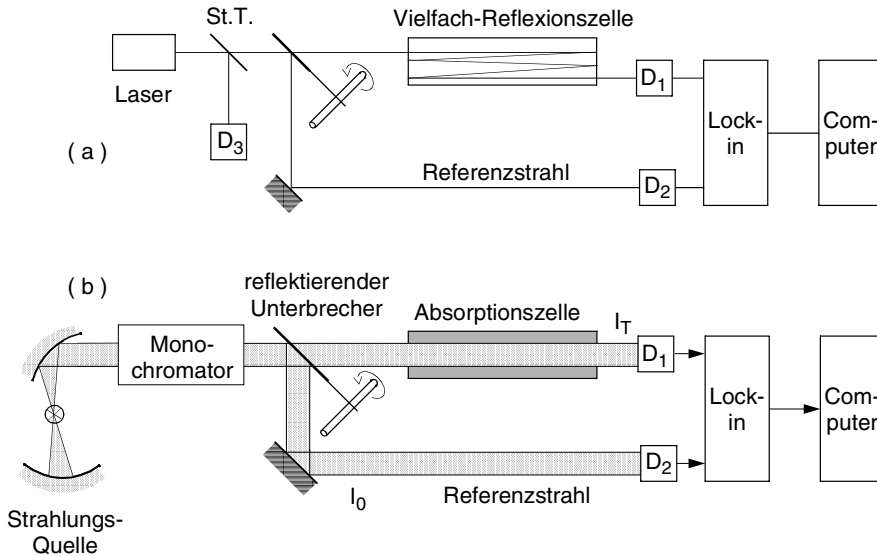 St.T.
Vielfach-Reflexionszelle
Laser
D3
D1
Lock-
in
Com-
puter
( a )
Referenzstrahl
D2
( b )
reflektierender
Unterbrecher
Absorptionszelle
IT
Mono-
chromator
D1
Lock-
in
Com-
puter
D2
I0
Referenzstrahl
Strahlungs-
Quelle